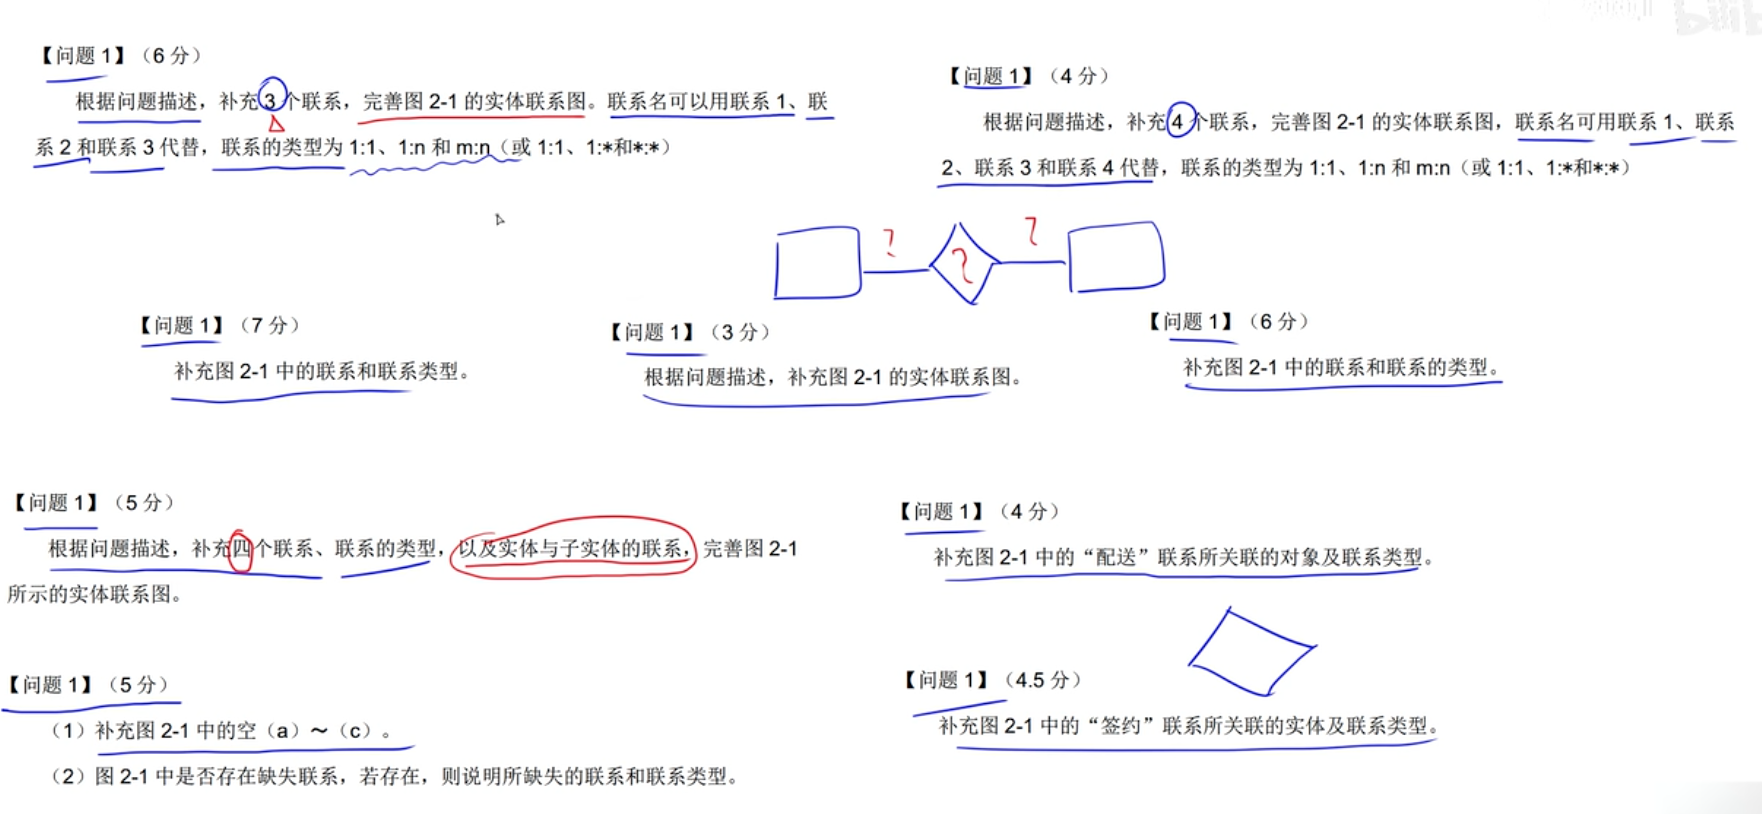 【问题 1】（6 分）
根据问题描述，补充 3 个联系，完善图 2-1 的实体联系图。联系名可以用联系 1、联
系 2 和联系 3 代替，联系的类型为 1:1、1:n 和 m:n（或 1:1、1:*和*:*）
【问题 1】（4 分）
根据问题描述，补充 4 个联系，完善图 2-1 的实体联系图，联系名可用联系 1、联系
2、联系 3 和联系 4 代替，联系的类型为 1:1、1:n 和 m:n（或 1:1、1:*和*:*）
? ? ?
【问题 1】（7 分）
补充图 2-1 中的联系和联系类型。
【问题 1】（3 分）
根据问题描述，补充图 2-1 的实体联系图。
【问题 1】（6 分）
补充图 2-1 中的联系和联系的类型。
【问题 1】（5 分）
根据问题描述，补充四个联系、联系的类型，以及实体与子实体的联系，完善图 2-1
所示的实体联系图。
【问题 1】（4 分）
补充图 2-1 中的“配送”联系所关联的对象及联系类型。
【问题 1】（5 分）
（1）补充图 2-1 中的空（a）～（c）。
（2）图 2-1 中是否存在缺失联系，若存在，则说明所缺失的联系和联系类型。
【问题 1】（4.5 分）
补充图 2-1 中的“签约”联系所关联的实体及联系类型。